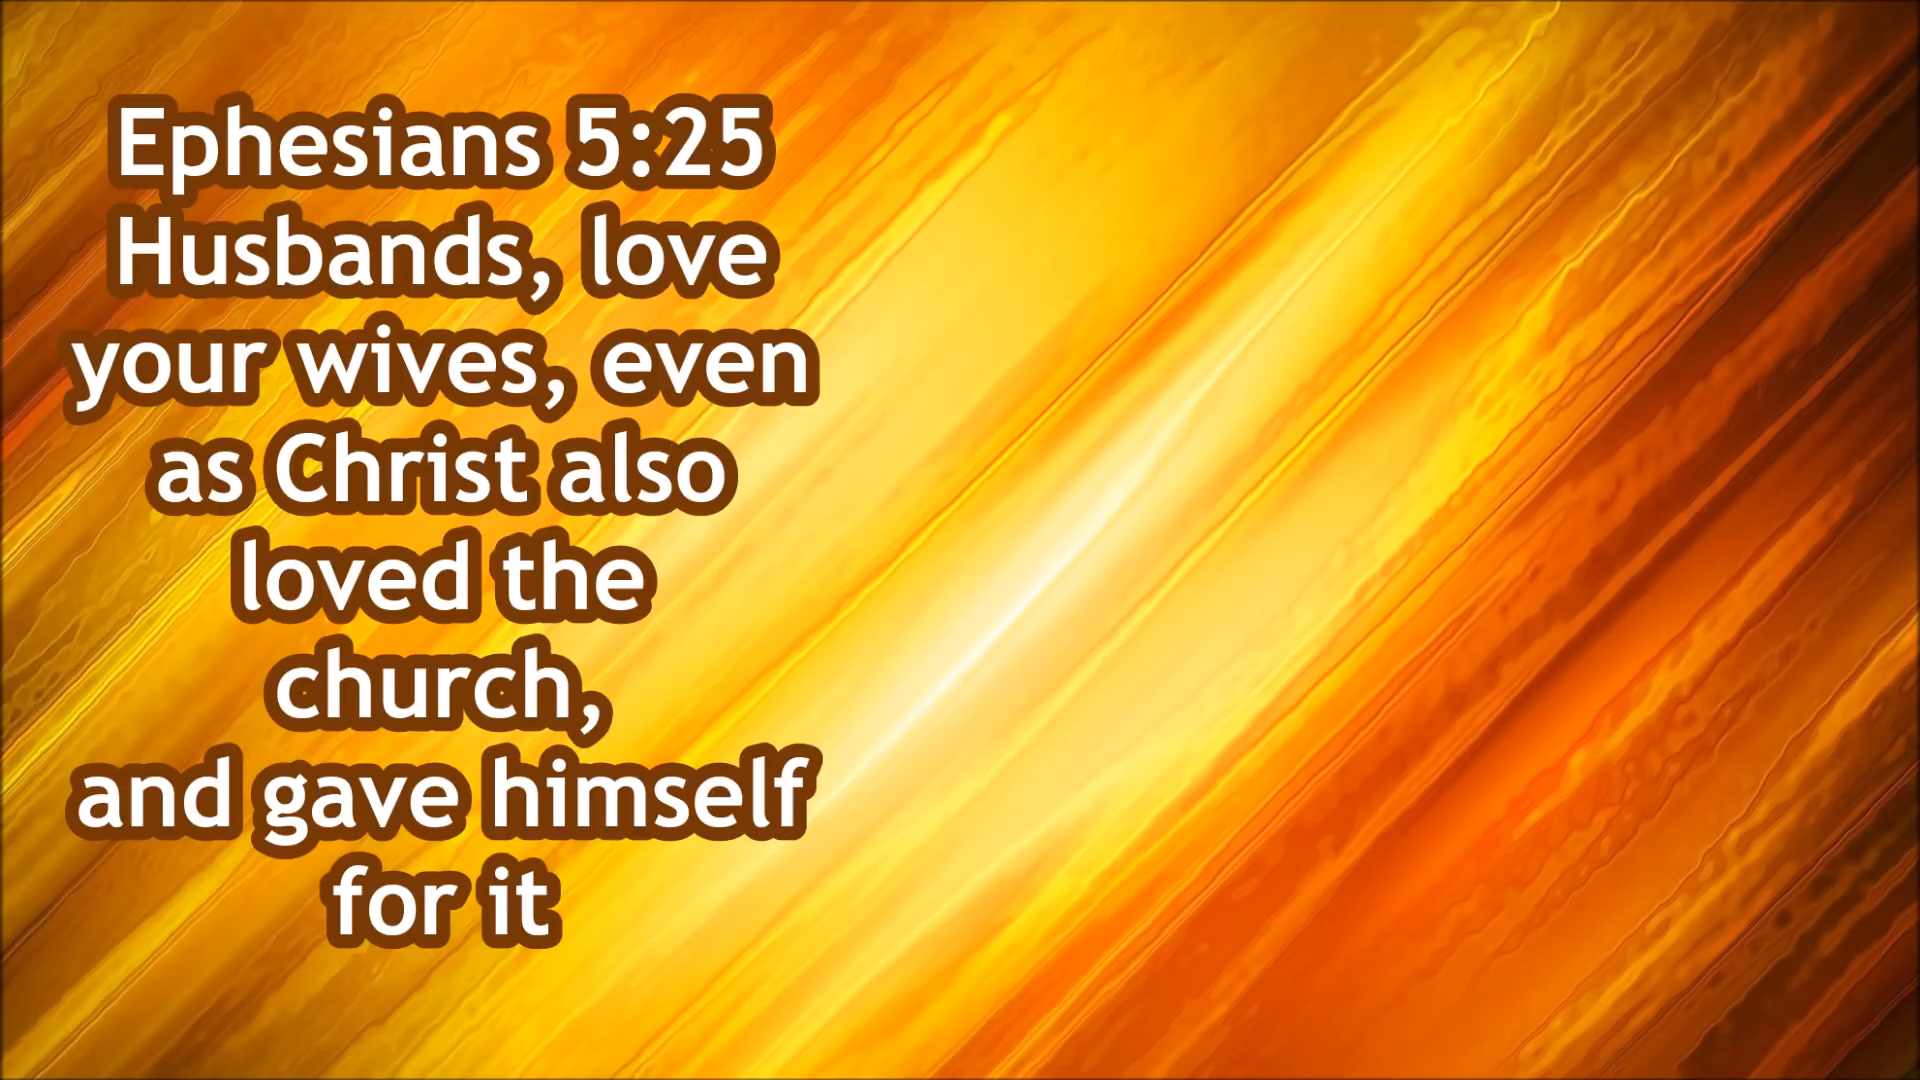 Ephesians 5:25
Husbands, love
your wives, even
as Christ also
loved the
church,
and gave himself
for it